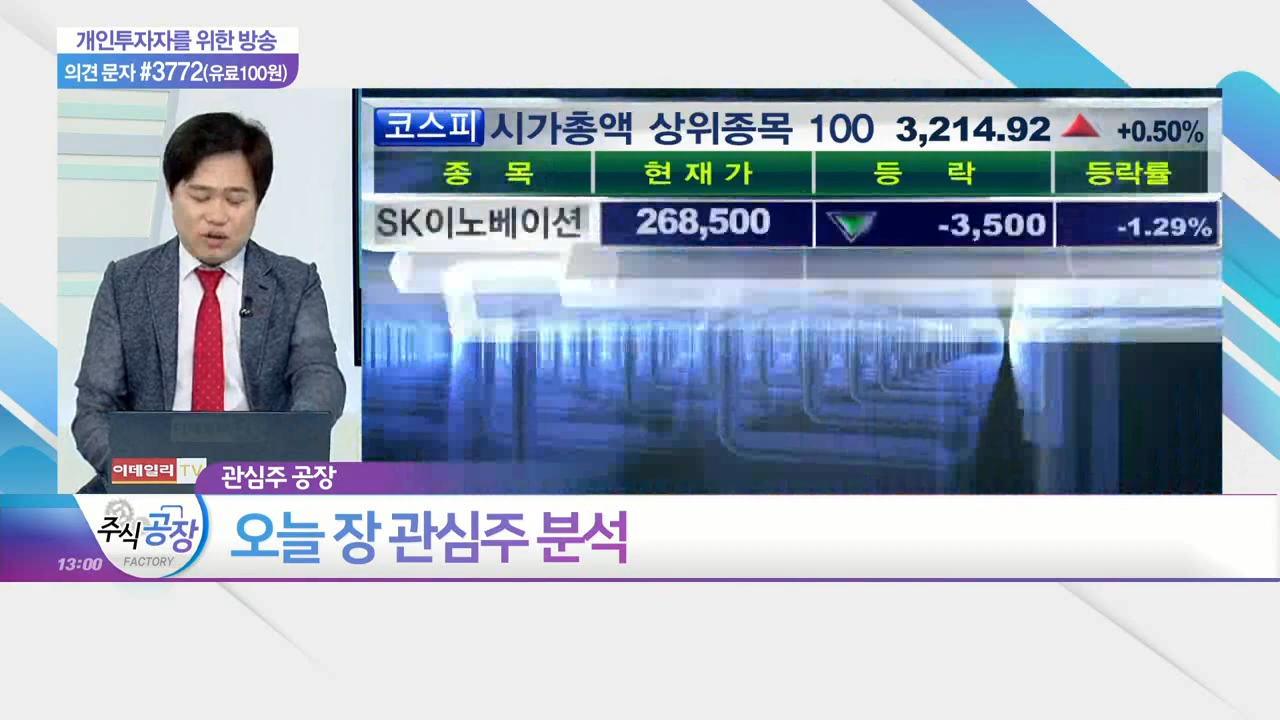 개인투자자를 위한 방송
의견 문자 #3772(유료100원)
코스피 시가총액 상위종목 100 3,214.92 ▲ +0.50%
종 목 현 재 가 등 락 등락률
SK이노베이션 268,500 ▼ -3,500 -1.29%
이데일리TV
관심주 공장
주식공장
FACTORY
13:00
오늘 장 관심주 분석